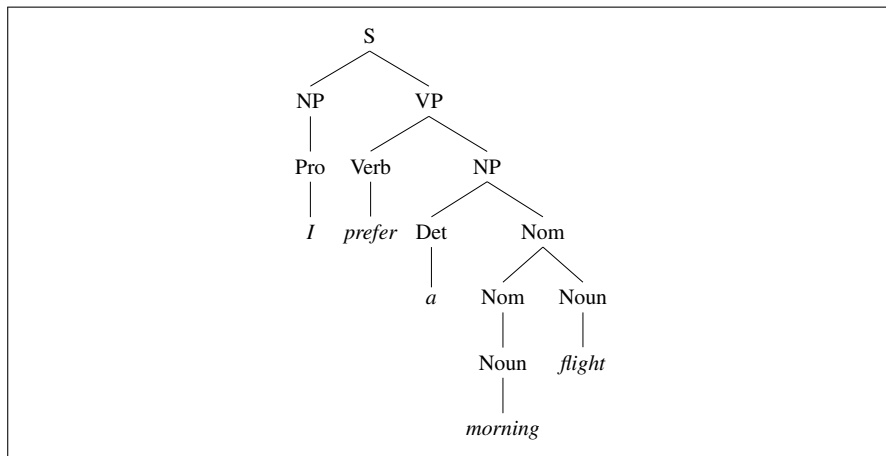 S
NP VP
Pro Verb NP
I prefer Det Nom
a Nom Noun
Noun flight
morning